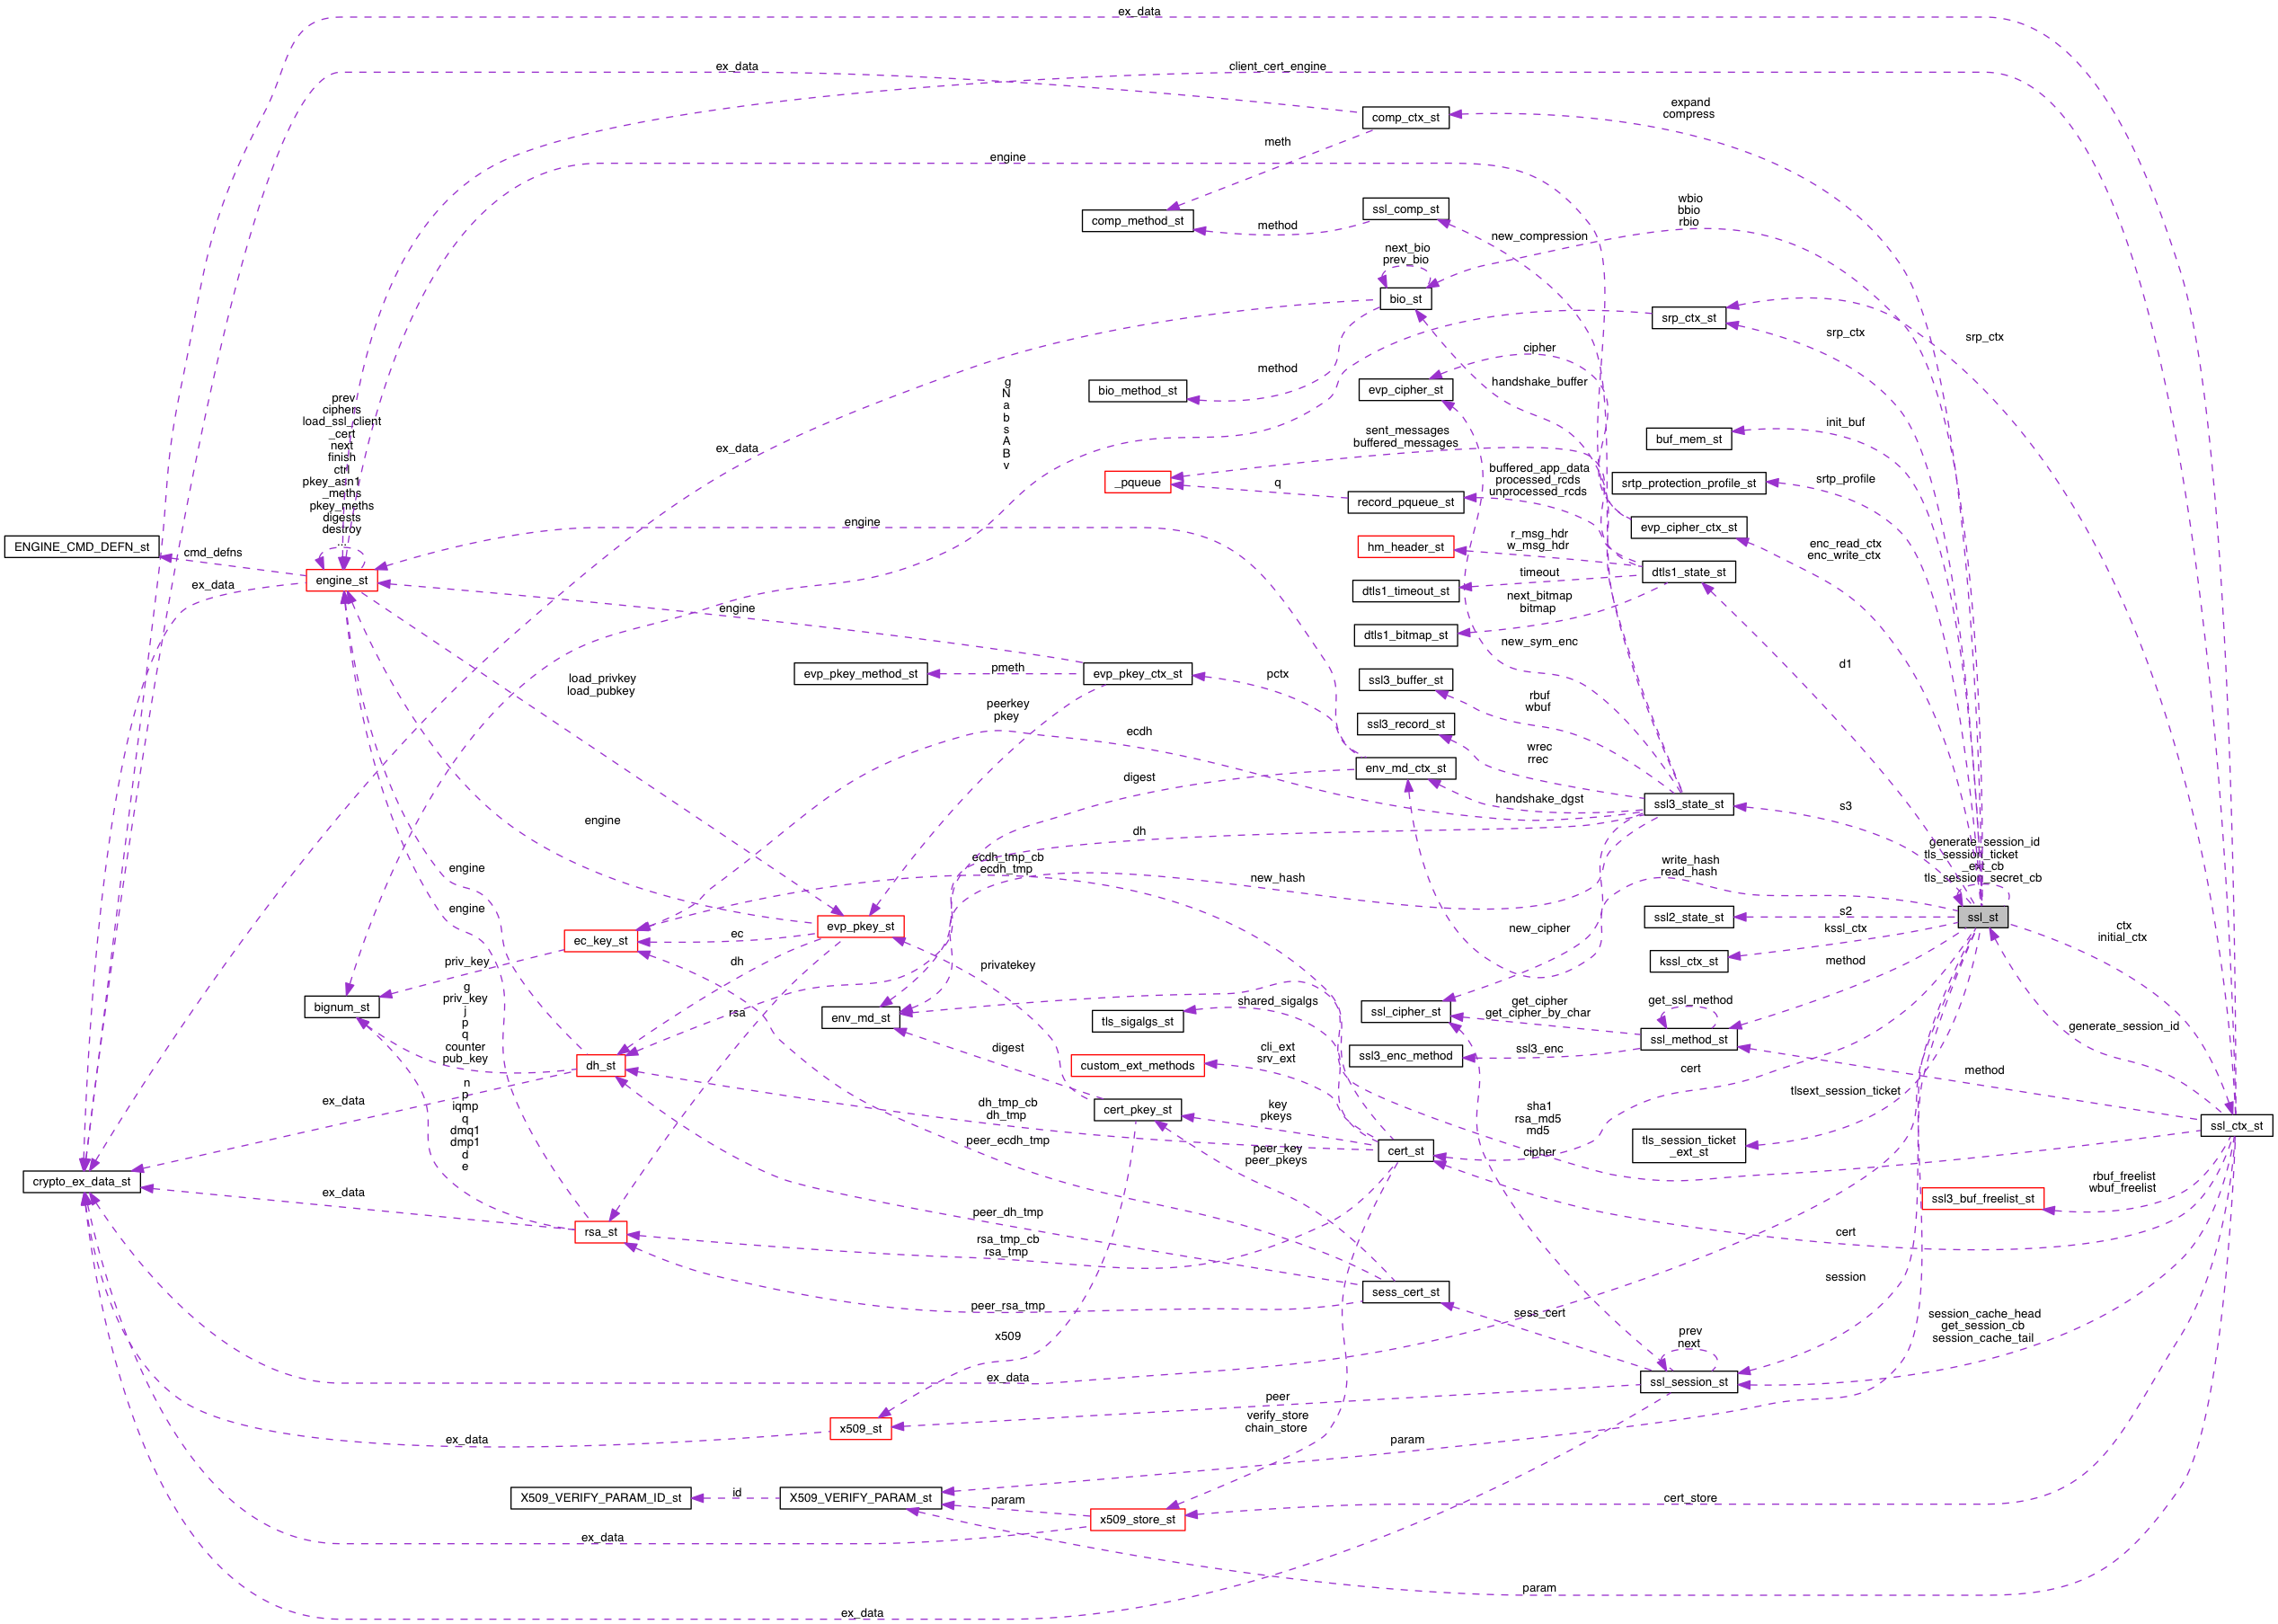 ex_data
ex_data
client_cert_engine
expand
compress
comp_ctx_st
meth
engine
wbio
bbio
rbio
ssl_comp_st
comp_method_st
method
new_compression
next_bio
prev_bio
bio_st
srp_ctx_st
srp_ctx
srp_ctx
cipher
method
handshake_buffer
bio_method_st
evp_cipher_st
g
N
a
b
s
A
B
v
prev
ciphers
load_ssl_client
_cert
next
finish
ctrl
pkey_asn1
_meths
pkey_meths
digests
destroy
...
ex_data
sent_messages
buffered_messages
init_buf
buf_mem_st
buffered_app_data
processed_rcds
unprocessed_rcds
_pqueue
q
record_pqueue_st
srtp_protection_profile_st
srtp_profile
engine
evp_cipher_ctx_st
ENGINE_CMD_DEFN_st
cmd_defns
r_msg_hdr
w_msg_hdr
hm_header_st
enc_read_ctx
enc_write_ctx
engine_st
ex_data
timeout
dtls1_state_st
dtls1_timeout_st
next_bitmap
bitmap
engine
dtls1_bitmap_st
new_sym_enc
d1
evp_pkey_method_st
pmeth
evp_pkey_ctx_st
pctx
load_privkey
load_pubkey
ssl3_buffer_st
rbuf
wbuf
peerkey
pkey
ecdh
ssl3_record_st
wrec
rrec
env_md_ctx_st
digest
handshake_dgst
ssl3_state_st
s3
engine
dh
generate_session_id
tls_session_ticket
_ext_cb
tls_session_secret_cb
ecdh_tmp_cb
ecdh_tmp
write_hash
read_hash
engine
new_hash
engine
ssl2_state_st
s2
ssl_st
evp_pkey_st
ec_key_st
ec
new_cipher
kssl_ctx
ctx
initial_ctx
kssl_ctx_st
priv_key
dh
privatekey
method
g
priv_key
j
p
q
counter
pub_key
bignum_st
rsa
env_md_st
shared_sigalgs
tls_sigalgs_st
ssl_cipher_st
get_cipher
get_cipher_by_char
get_ssl_method
ssl_method_st
generate_session_id
digest
cli_ext
srv_ext
ssl3_enc_method
ssl3_enc
dh_st
custom_ext_methods
cert
method
n
p
iqmp
q
dmq1
dmp1
d
e
ex_data
dh_tmp_cb
dh_tmp
cert_pkey_st
key
pkeys
sha1
rsa_md5
md5
tlsext_session_ticket
ssl_ctx_st
peer_ecdh_tmp
peer_key
peer_pkeys
cert_st
cipher
tls_session_ticket
_ext_st
crypto_ex_data_st
ex_data
rbuf_freelist
wbuf_freelist
ssl3_buf_freelist_st
peer_dh_tmp
rsa_st
rsa_tmp_cb
rsa_tmp
cert
session
sess_cert_st
peer_rsa_tmp
sess_cert
session_cache_head
get_session_cb
session_cache_tail
x509
prev
next
ex_data
ssl_session_st
peer
verify_store
chain_store
x509_st
ex_data
param
X509_VERIFY_PARAM_ID_st
id
X509_VERIFY_PARAM_st
param
cert_store
x509_store_st
ex_data
param
ex_data